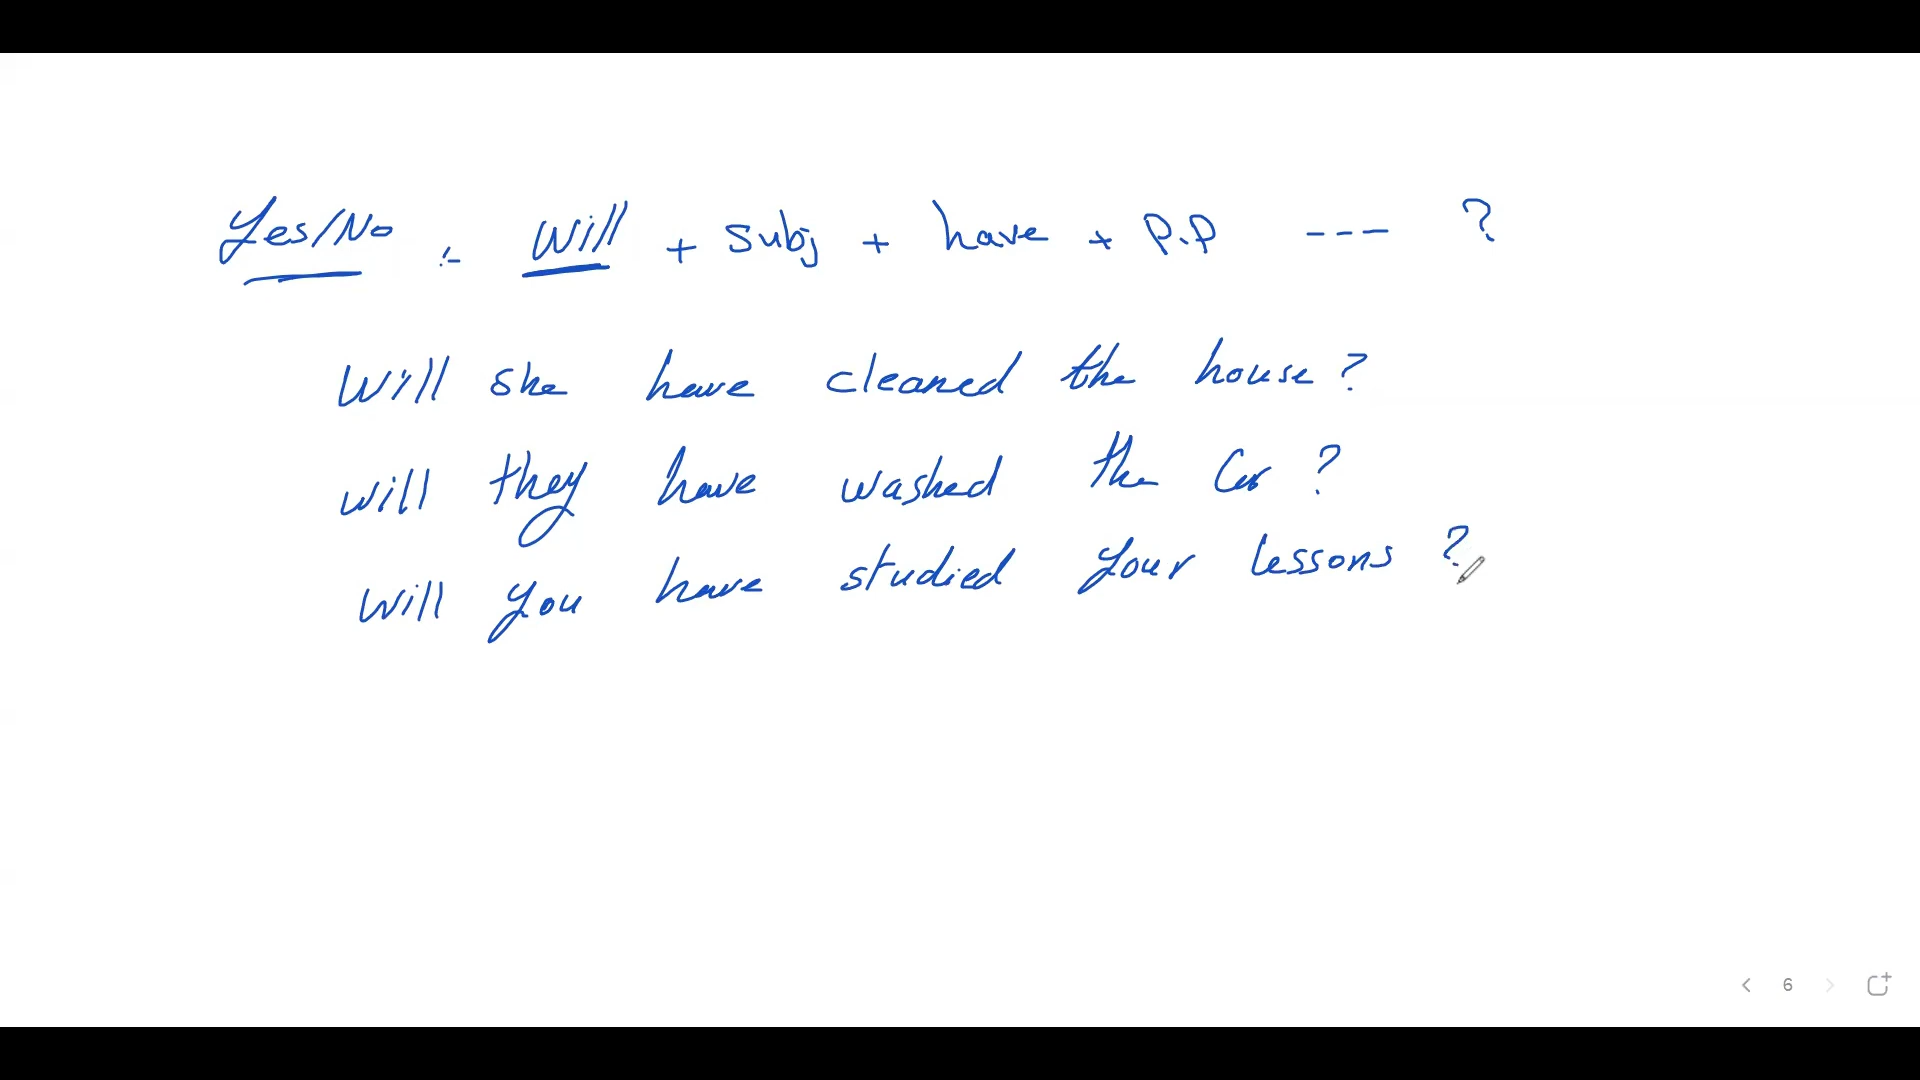 Yes/No :- Will + Subj + have + P.P --- ?
Will she have cleaned the house ?
will they have washed the Car ?
will you have studied your lessons ?
6